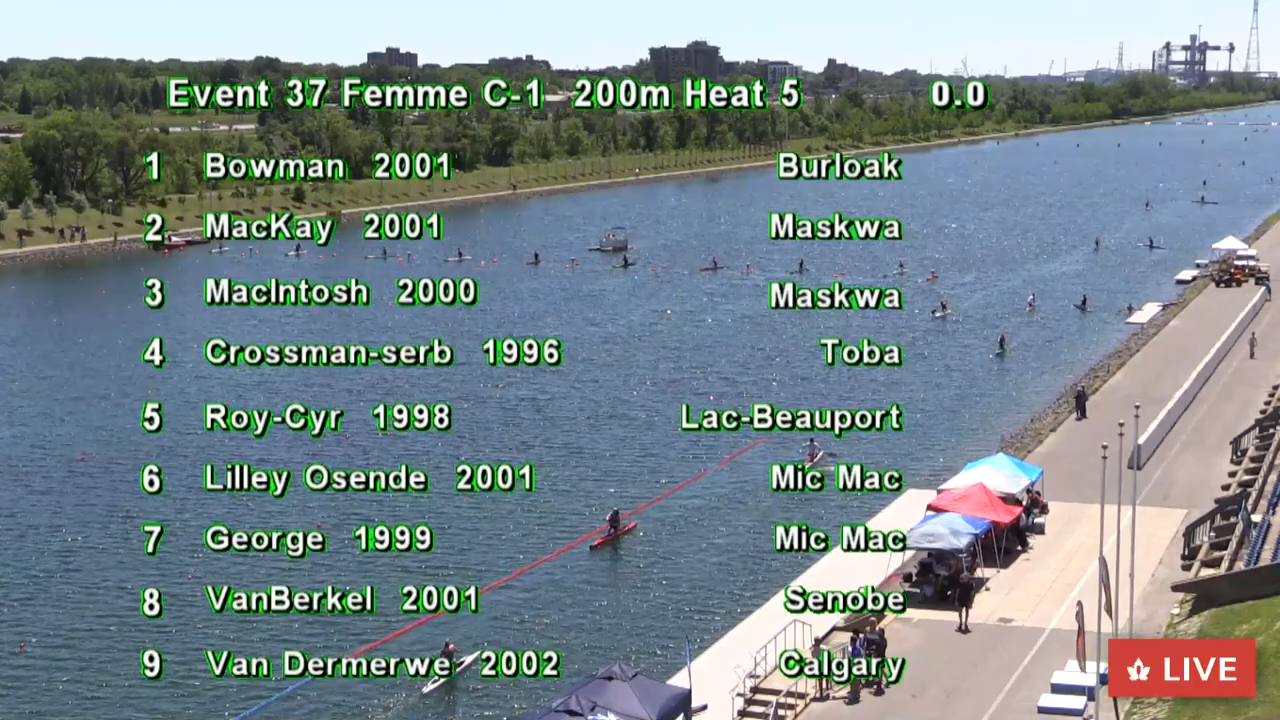 Event 37 Femme C-1 200m Heat 5 0.0
1 Bowman 2001 Burloak
2 MacKay 2001 Maskwa
3 MacIntosh 2000 Maskwa
4 Crossman-serb 1996 Toba
5 Roy-Cyr 1998 Lac-Beauport
6 Lilley Osende 2001 Mic Mac
7 George 1999 Mic Mac
8 VanBerkel 2001 Senobe
9 Van Dermerwe 2002 Calgary
LIVE